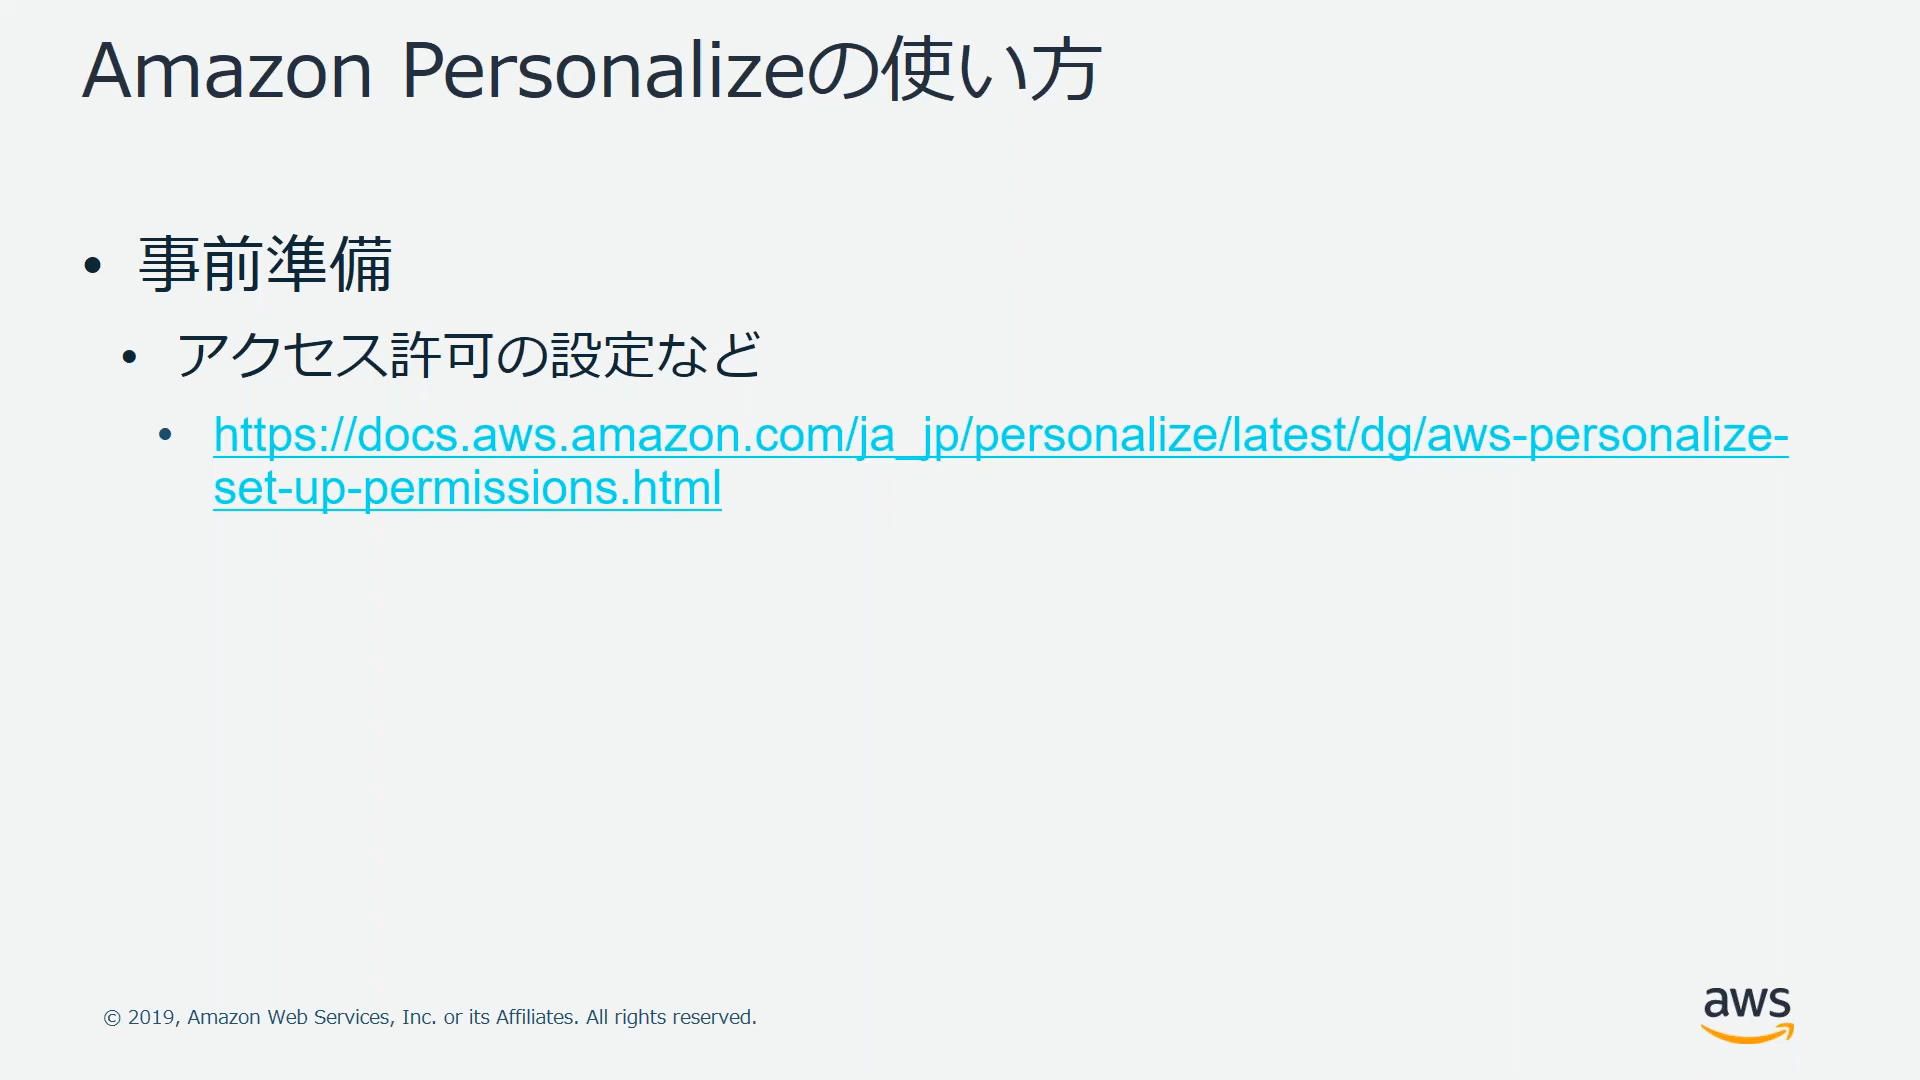 Amazon Personalizeの使い方
• 事前準備
• アクセス許可の設定など
• https://docs.aws.amazon.com/ja_jp/personalize/latest/dg/aws-personalize-
set-up-permissions.html
© 2019, Amazon Web Services, Inc. or its Affiliates. All rights reserved.
aws